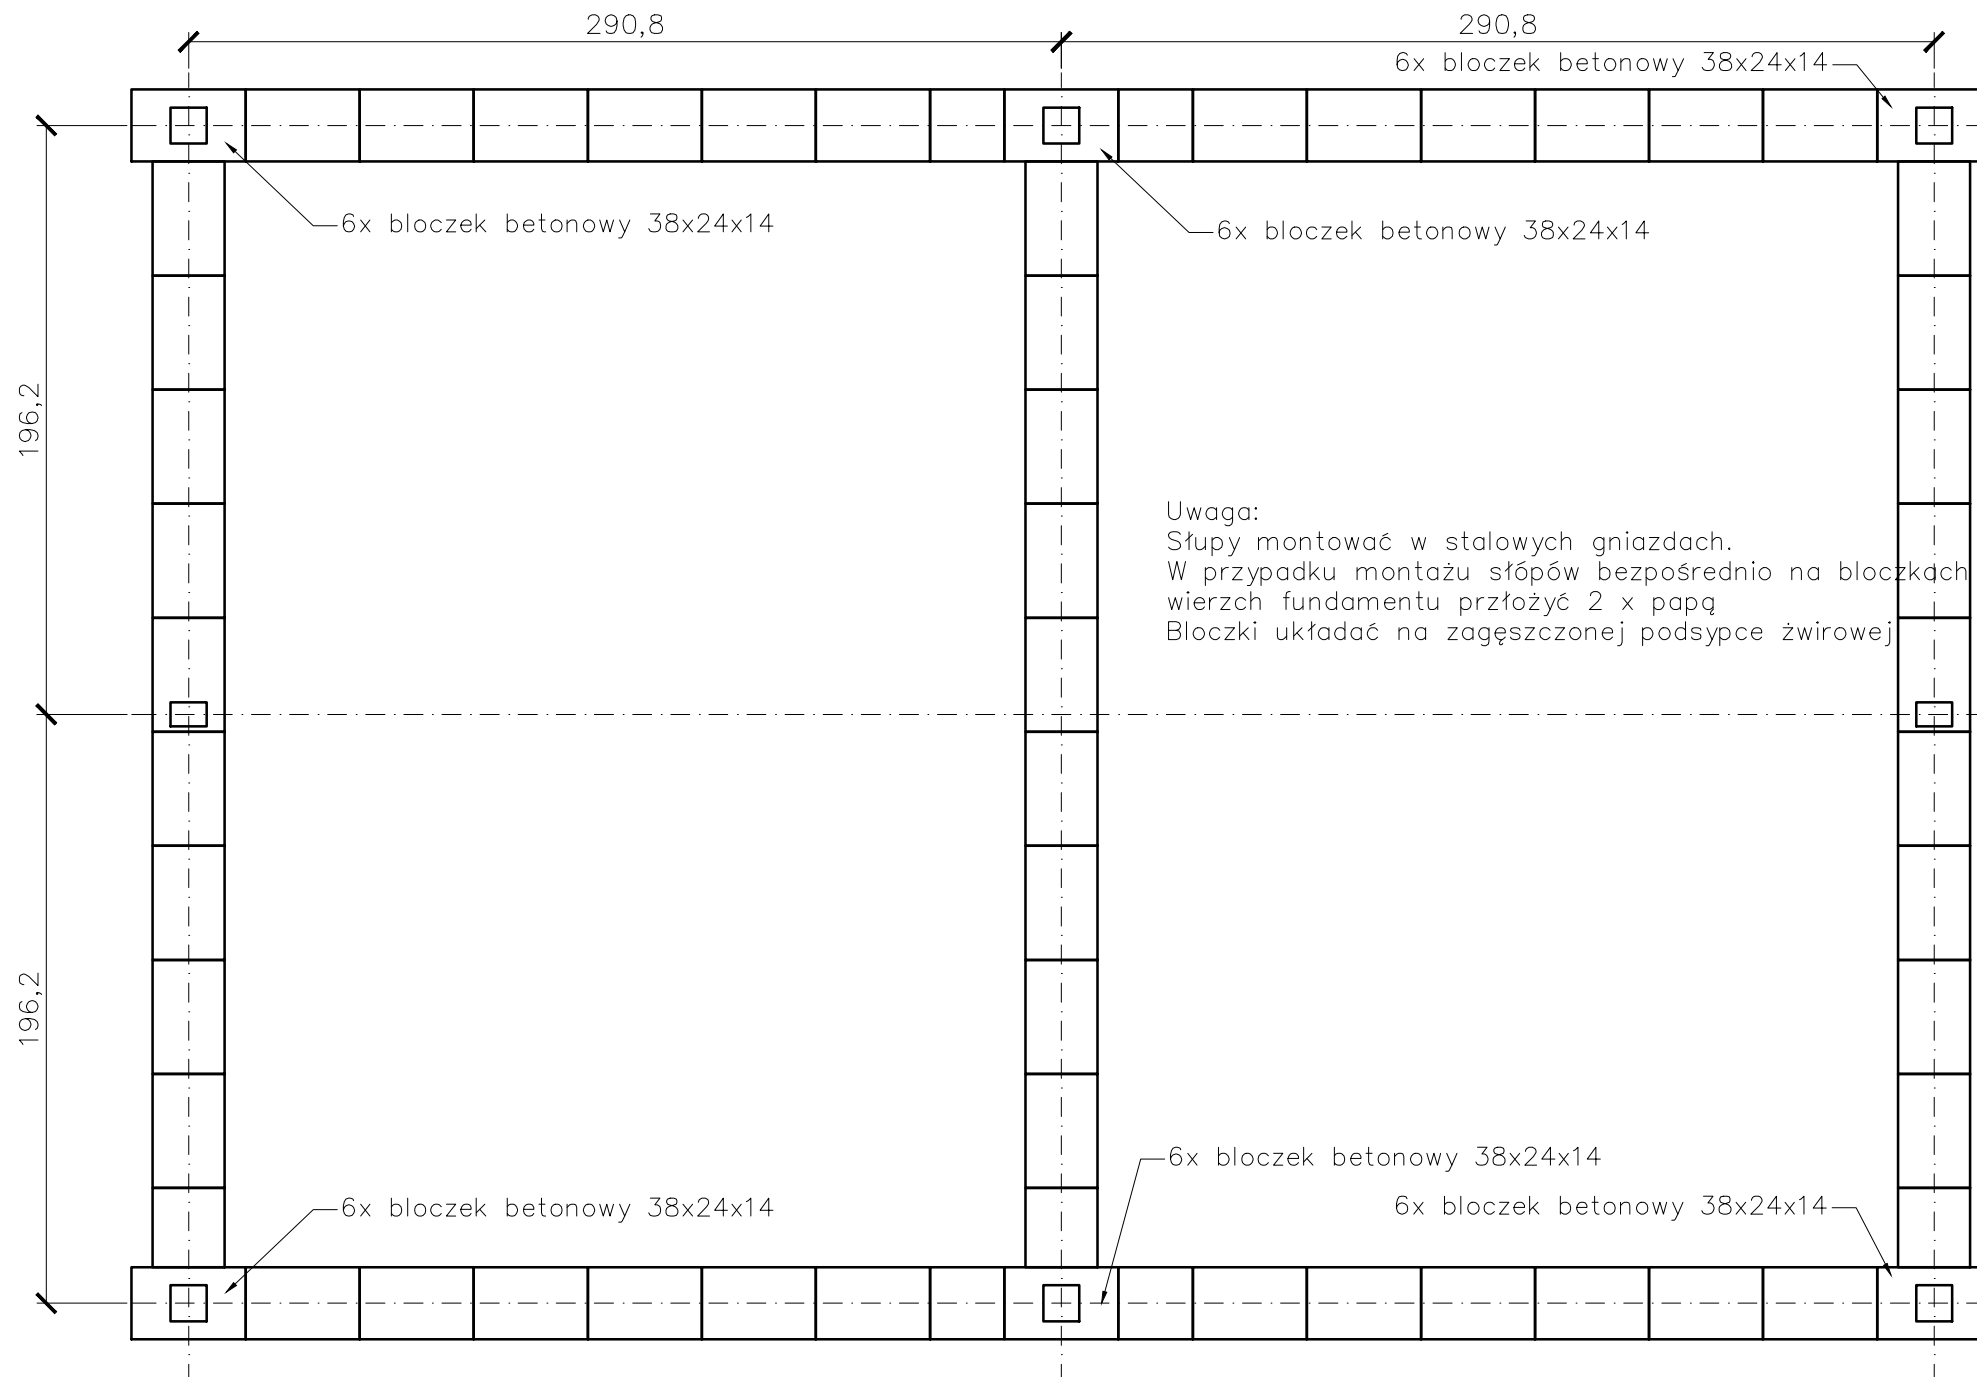 290,8
290,8
6x bloczek betonowy 38x24x14
6x bloczek betonowy 38x24x14
6x bloczek betonowy 38x24x14
196,2
Uwaga:
Słupy montować w stalowych gniazdach.
W przypadku montażu słópów bezpośrednio na bloczkach
wierzch fundamentu przłożyć 2 x papą
Bloczki układać na zagęszczonej podsypce żwirowej
196,2
6x bloczek betonowy 38x24x14
6x bloczek betonowy 38x24x14
6x bloczek betonowy 38x24x14